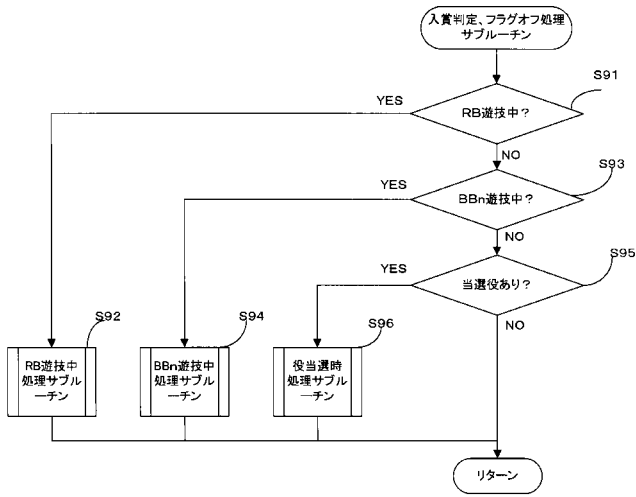 入賞判定、フラグオフ処理
サブルーチン
S91
YES
RB遊技中?
NO
S93
YES
BBn遊技中?
NO
S95
YES
当選役あり?
NO
S92
S94
S96
RB遊技中
処理サブル
ーチン
BBn遊技中
処理サブル
ーチン
役当選時
処理サブル
ーチン
リターン